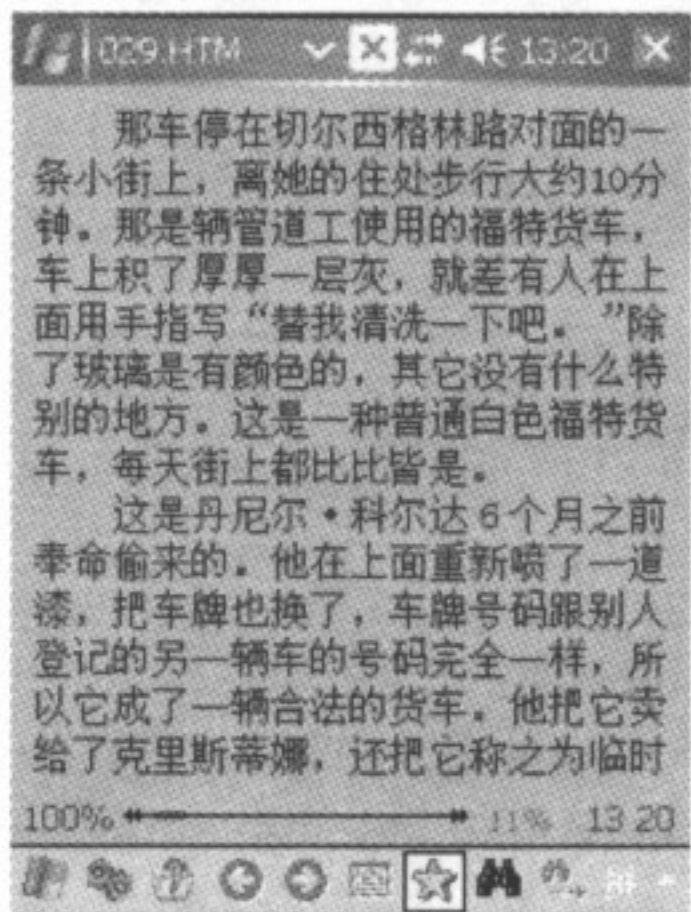 029.HTM 13:20
那车停在切尔西格林路对面的一
条小街上，离她的住处步行大约10分
钟。那是辆管道工使用的福特货车，
车上积了厚厚一层灰，就差有人在上
面用手指写“替我清洗一下吧。”除
了玻璃是有颜色的，其它没有什么特
别的地方。这是一种普通白色福特货
车，每天街上都比比皆是。
这是丹尼尔·科尔达6个月之前
奉命偷来的。他在上面重新喷了一道
漆，把车牌也换了，车牌号码跟别人
登记的另一辆车的号码完全一样，所
以它成了一辆合法的货车。他把它卖
给了克里斯蒂娜，还把它称之为临时
100% 11% 13:20